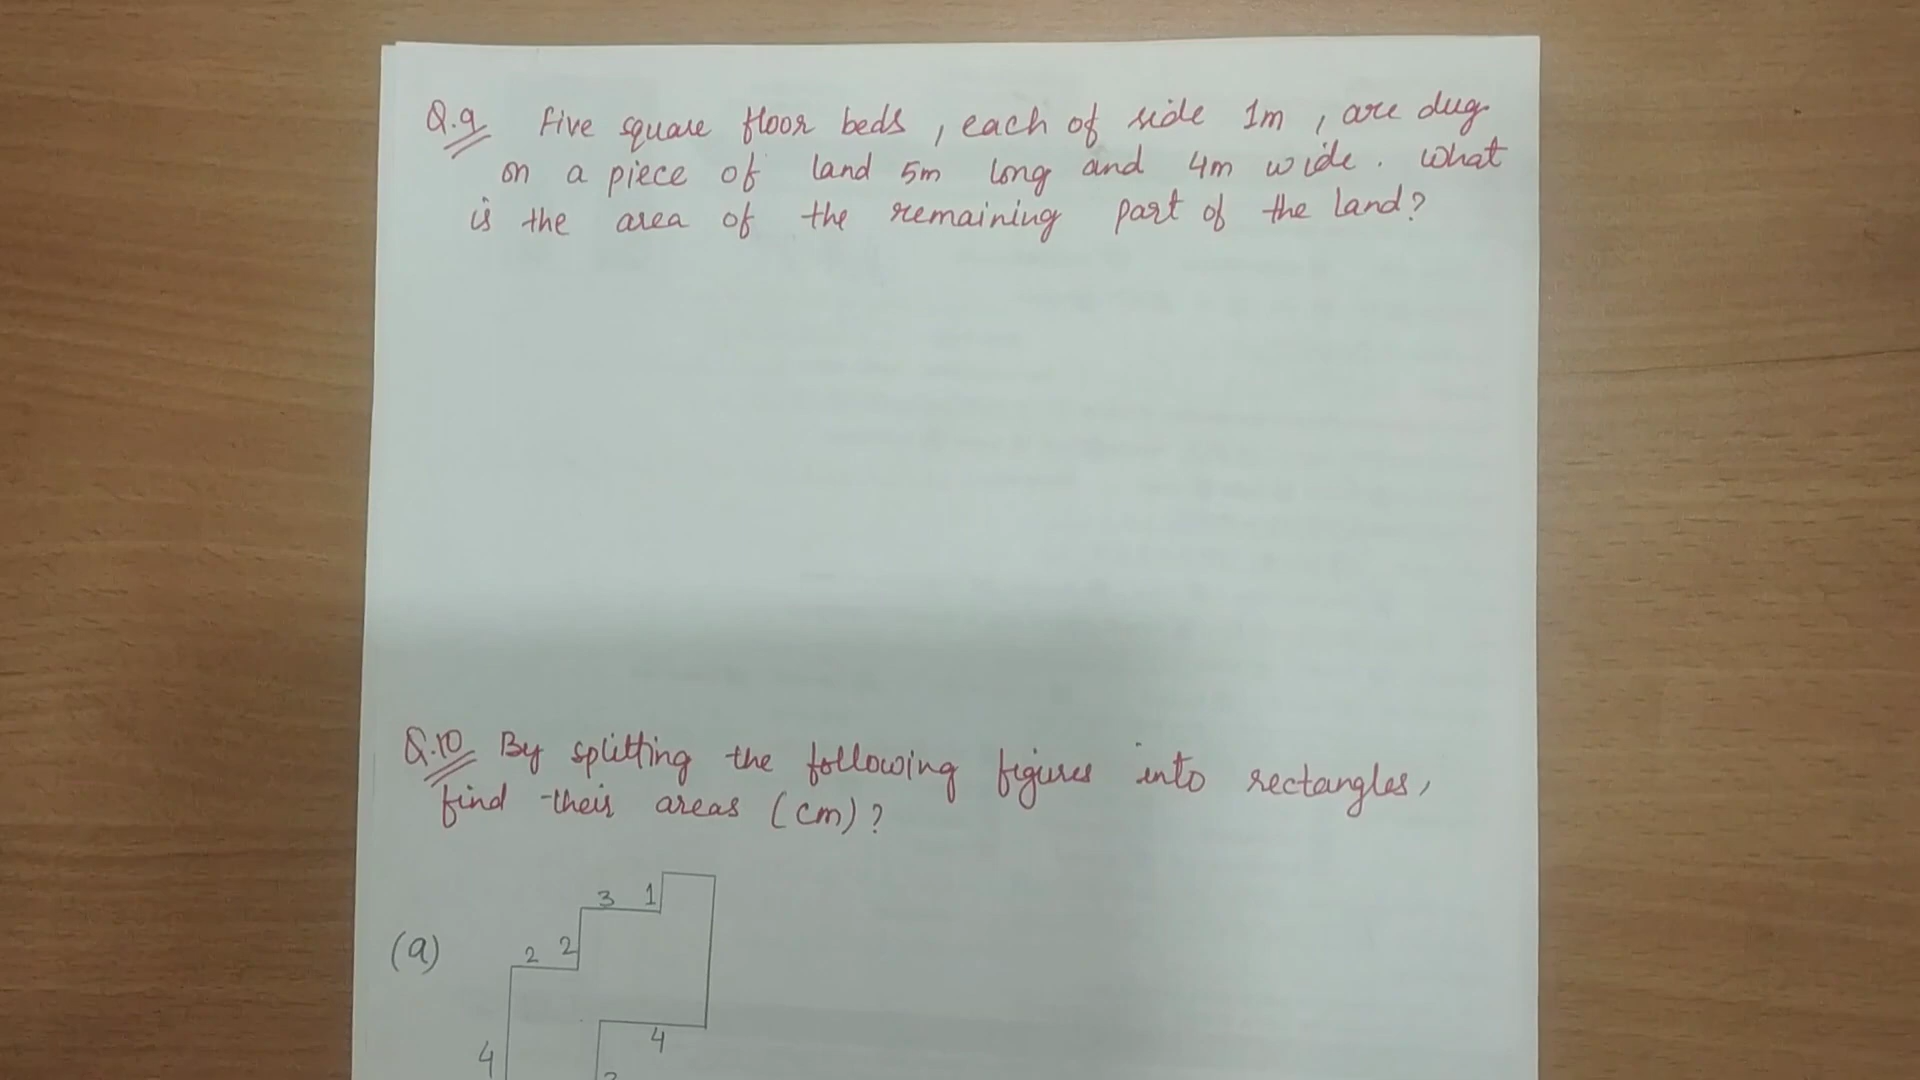 Q.9 Five square floor beds, each of side 1m, are dug
on a piece of land 5m long and 4m wide. What
is the area of the remaining part of the land?
Q.10 By splitting the following figures into rectangles,
find their areas (cm)?
3 1
(a) 2 2
4
4